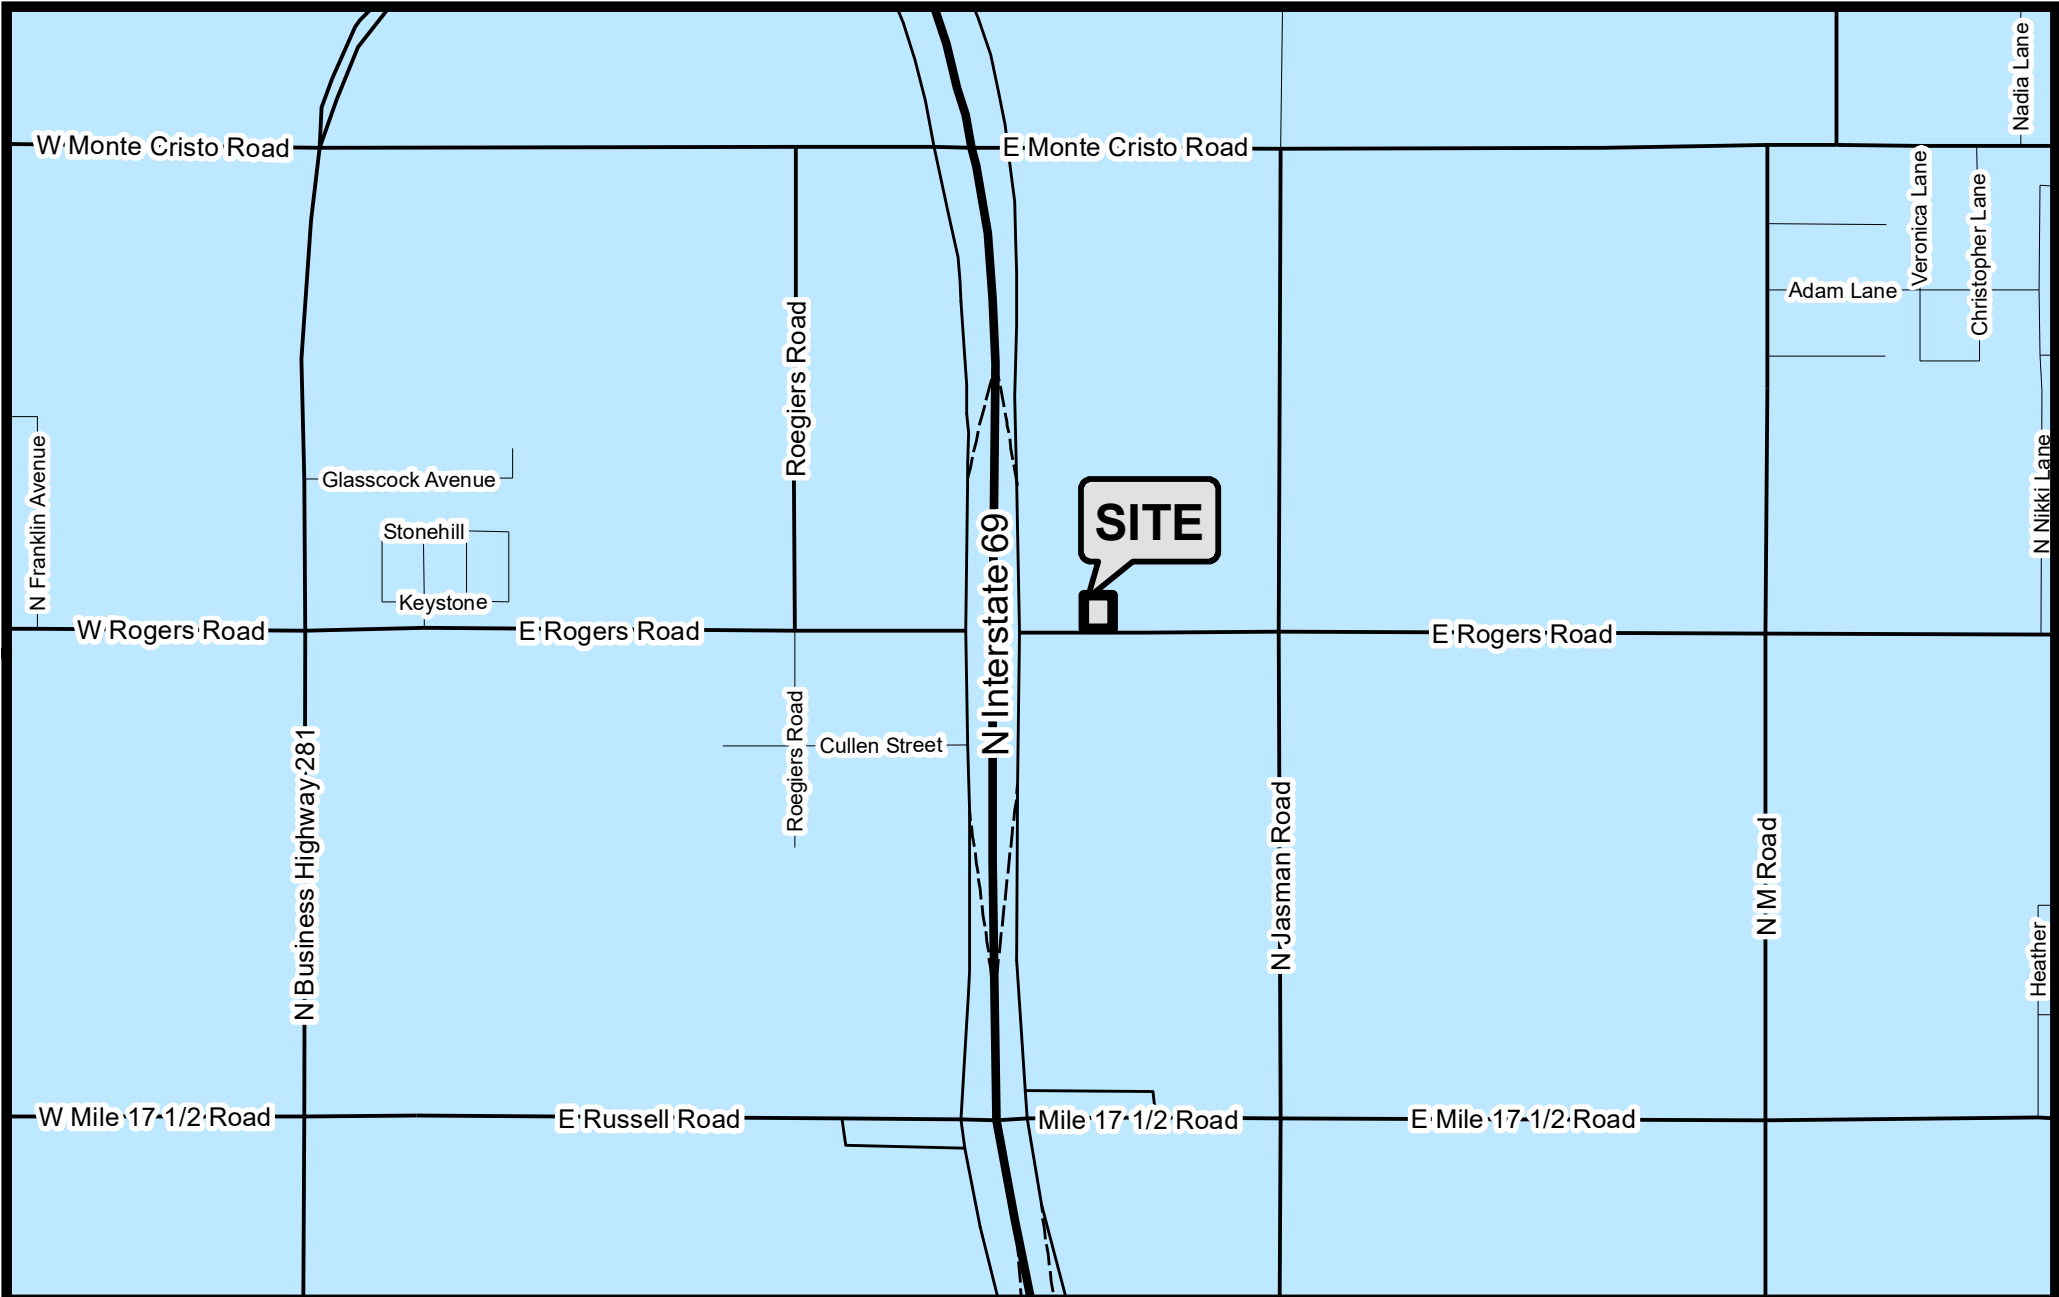 Nadia Lane
W Monte Cristo Road
E Monte Cristo Road
Veronica Lane
Christopher Lane
Adam Lane
Roegiers Road
N Franklin Avenue
Glasscock Avenue
N Nikki Lane
Stonehill
SITE
Keystone
W Rogers Road
E Rogers Road
N Interstate 69
E Rogers Road
Roegiers Road
Cullen Street
N Business Highway 281
N Jasman Road
N M Road
Heather
W Mile 17 1/2 Road
E Russell Road
Mile 17 1/2 Road
E Mile 17 1/2 Road